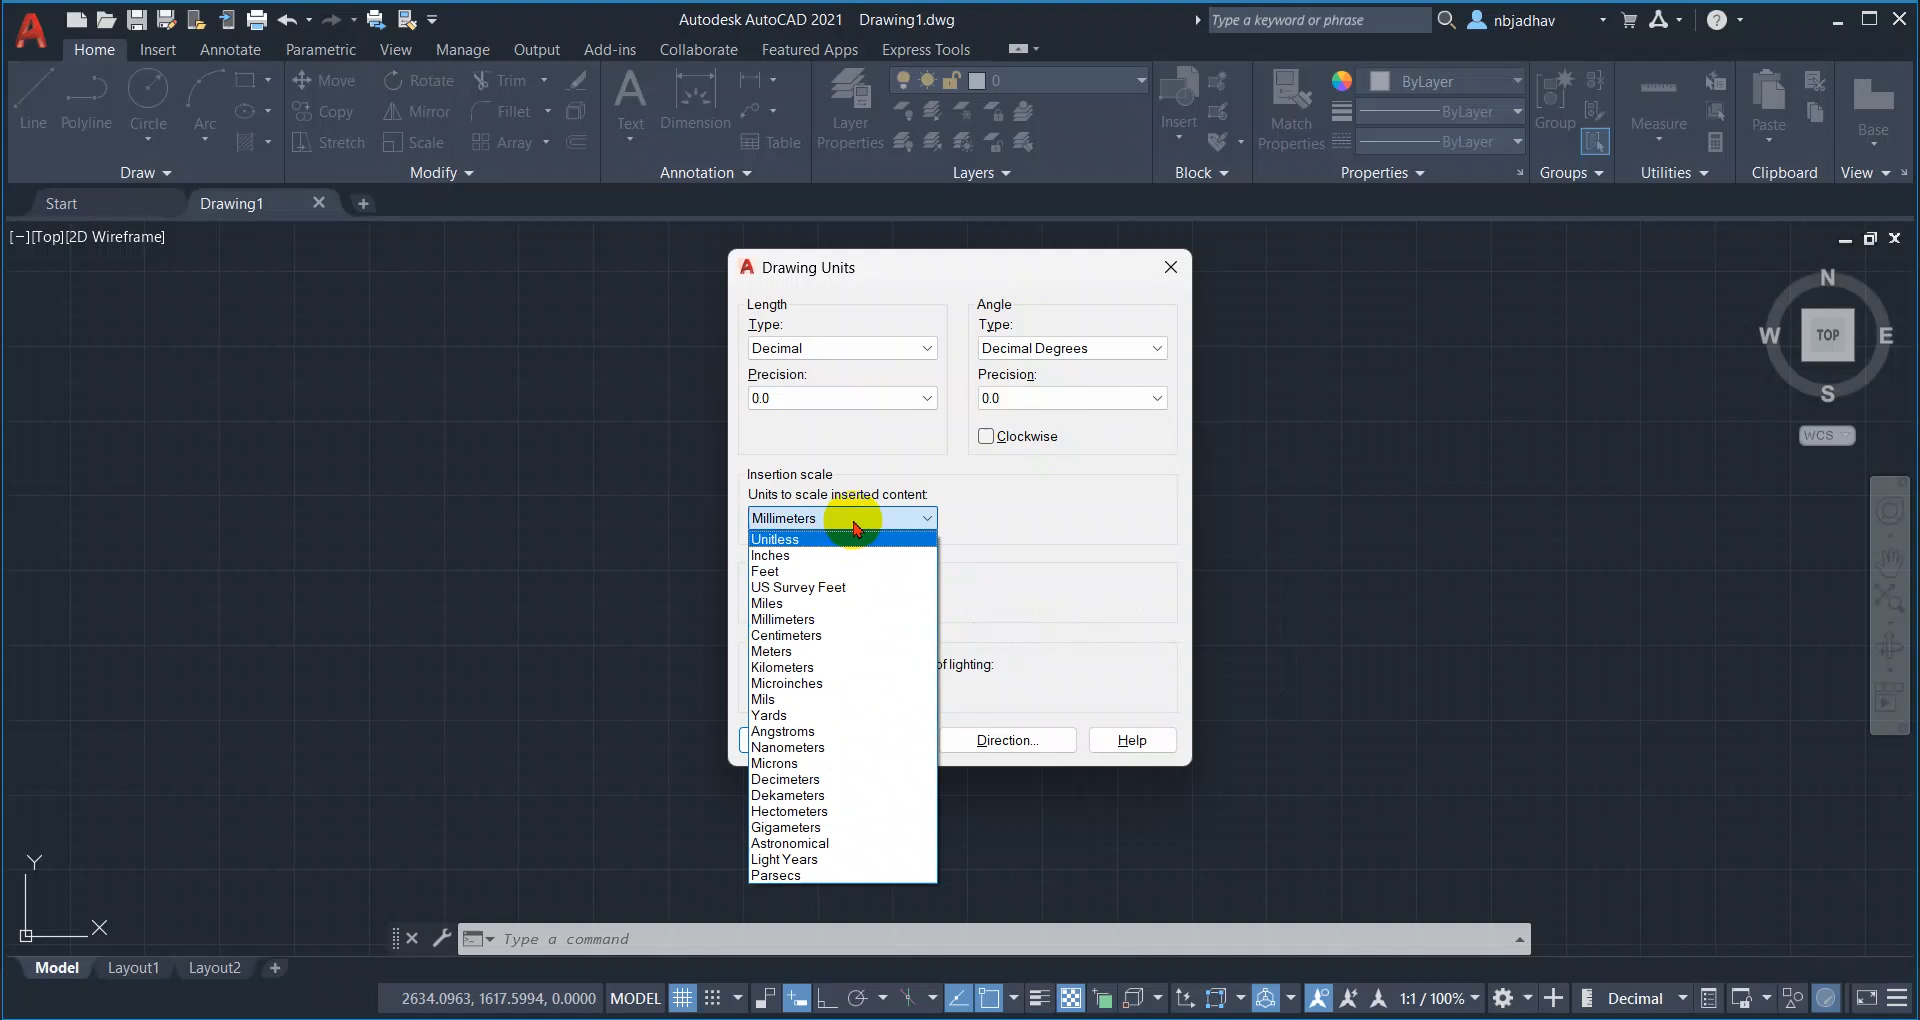 Autodesk AutoCAD 2021 Drawing1.dwg
Type a keyword or phrase
nbjadhav
Home Insert Annotate Parametric View Manage Output Add-ins Collaborate Featured Apps Express Tools
Line Polyline Circle Arc
Move Rotate Trim
Copy Mirror Fillet
Stretch Scale Array
Text Dimension Table
Layer Properties
0
Insert
Match Properties
ByLayer
ByLayer
ByLayer
Group
Measure
Paste
Base
Draw Modify Annotation Layers Block Properties Groups Utilities Clipboard View
Start Drawing1
[−][Top][2D Wireframe]
N
W TOP E
S
WCS
Drawing Units
Length
Type:
Decimal
Precision:
0.0
Angle
Type:
Decimal Degrees
Precision:
0.0
Clockwise
Insertion scale
Units to scale inserted content:
Millimeters
Unitless
Inches
Feet
US Survey Feet
Miles
Millimeters
Centimeters
Meters
Kilometers
Microinches
Mils
Yards
Angstroms
Nanometers
Microns
Decimeters
Dekameters
Hectometers
Gigameters
Astronomical
Light Years
Parsecs
of lighting:
Direction... Help
Y
X
Type a command
Model Layout1 Layout2
2634.0963, 1617.5994, 0.0000 MODEL 1:1 / 100% Decimal